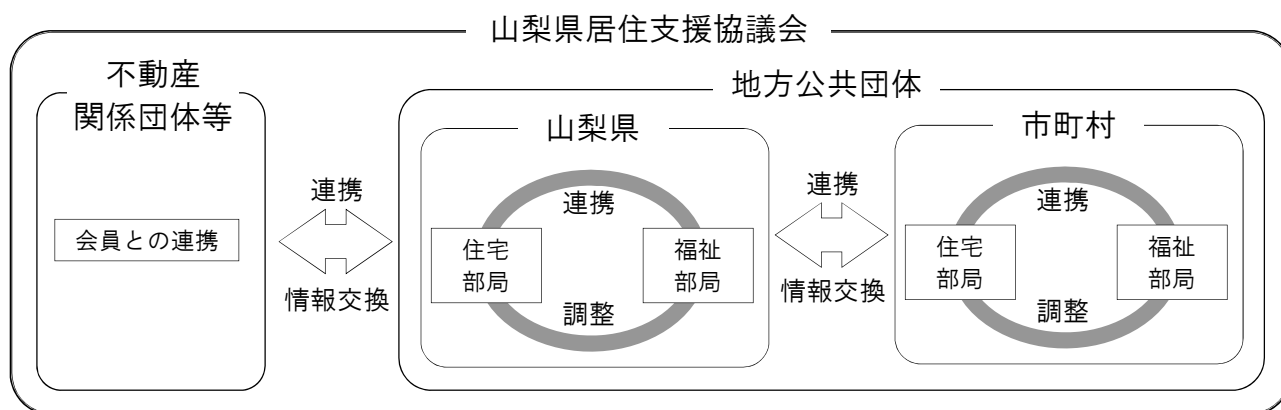 山梨県居住支援協議会
不動産
関係団体等
会員との連携
連携
情報交換
地方公共団体
山梨県
連携
住宅
部局
福祉
部局
調整
連携
情報交換
市町村
連携
住宅
部局
福祉
部局
調整